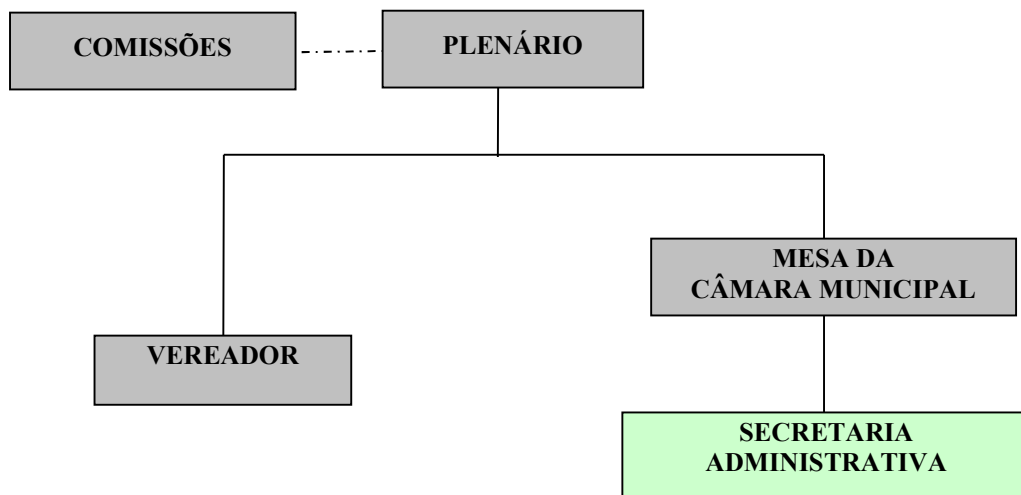 COMISSÕES
PLENÁRIO
MESA DA
CÂMARA MUNICIPAL
VEREADOR
SECRETARIA
ADMINISTRATIVA